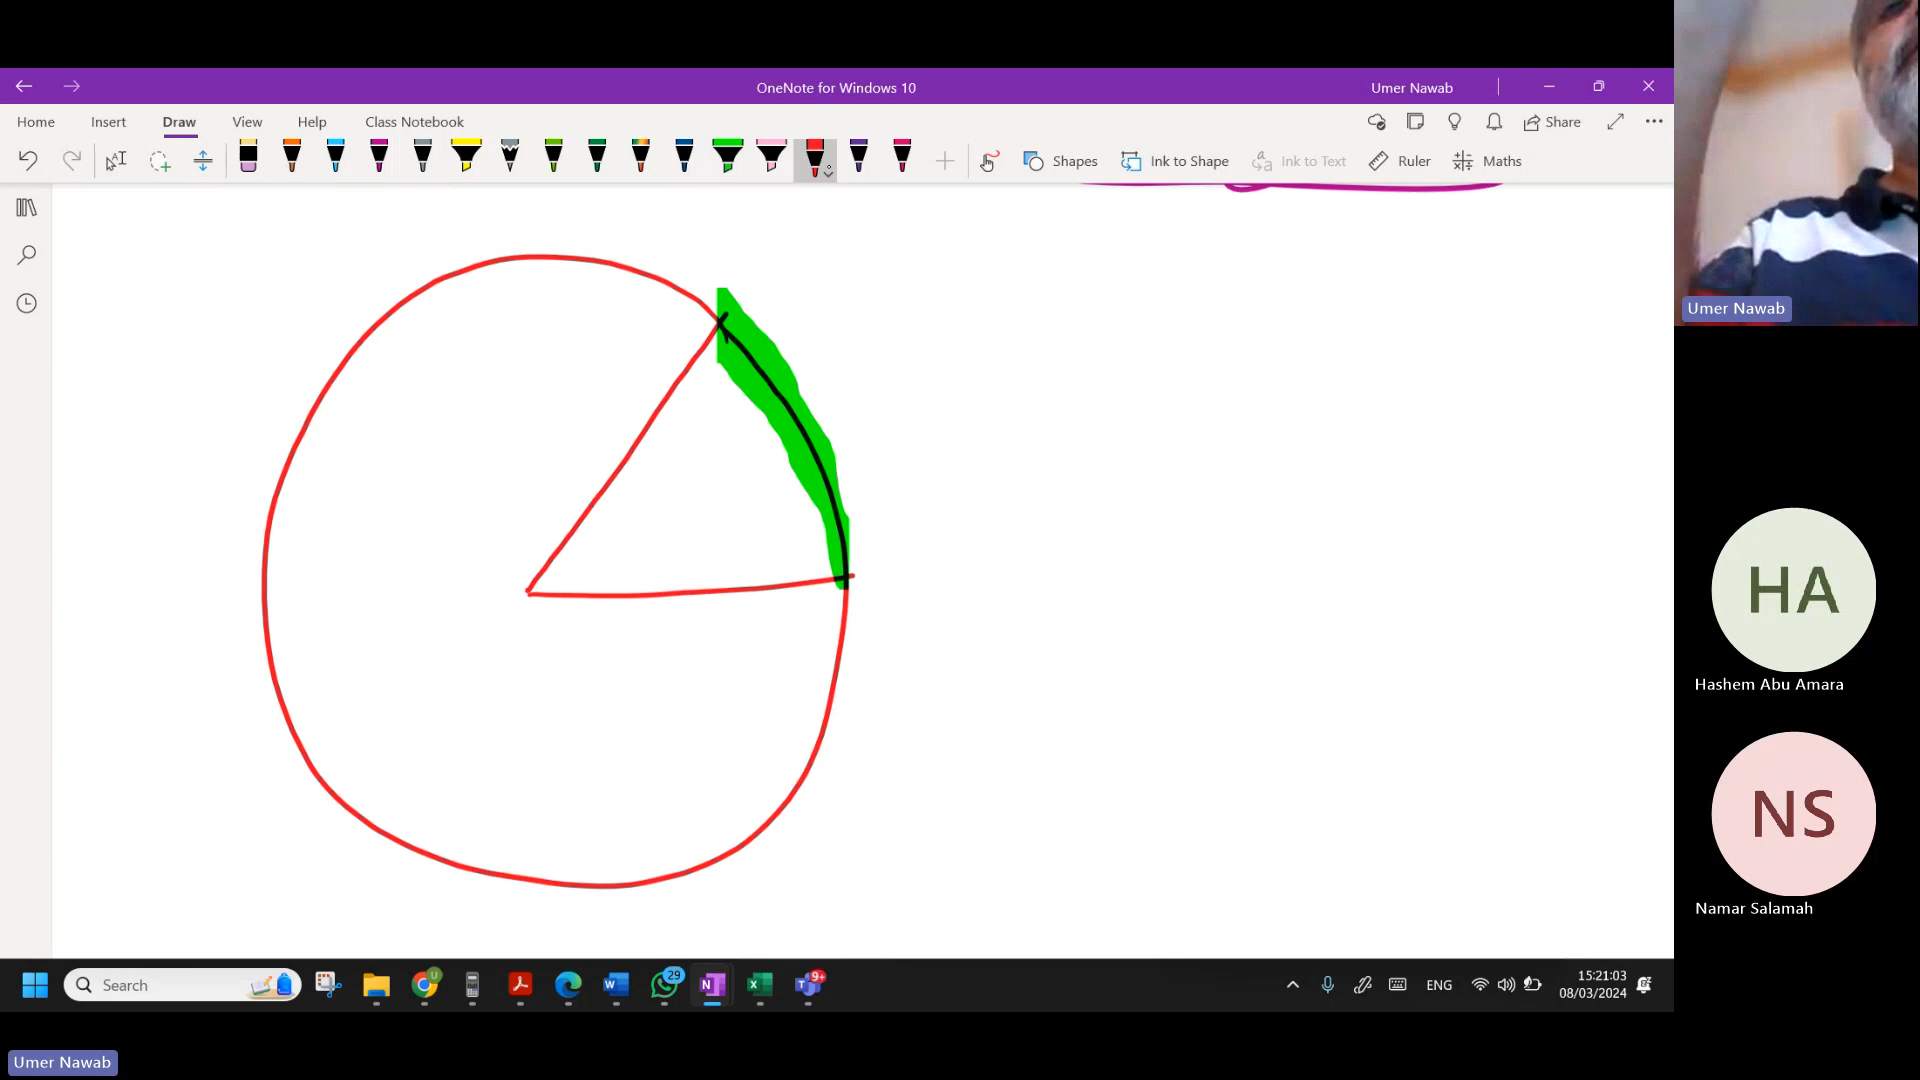 OneNote for Windows 10
Umer Nawab
Home
Insert
Draw
View
Help
Class Notebook
Share
Shapes
Ink to Shape
Ink to Text
Ruler
Maths
Umer Nawab
HA
Hashem Abu Amara
NS
Namar Salamah
Search
U
29
9+
ENG
15:21:03
08/03/2024
Umer Nawab